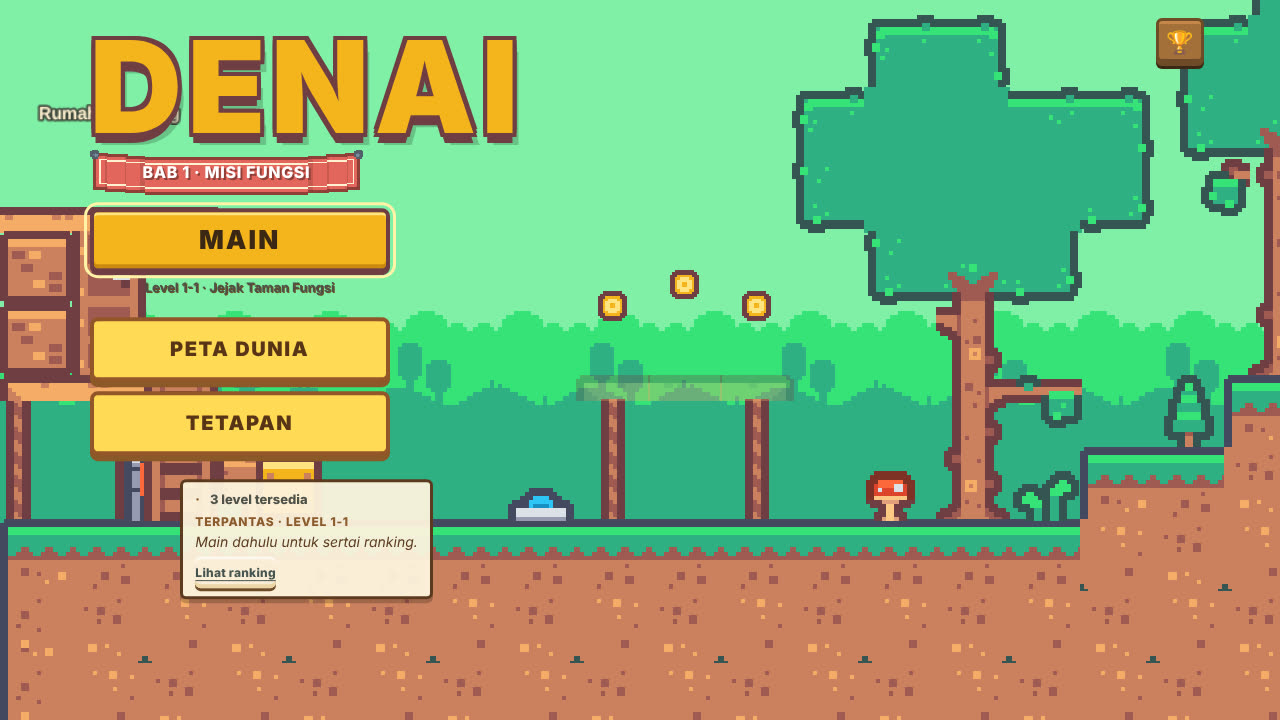 DENAI
BAB 1 · MISI FUNGSI
MAIN
Level 1-1 · Jejak Taman Fungsi
PETA DUNIA
TETAPAN
· 3 level tersedia
TERPANTAS · LEVEL 1-1
Main dahulu untuk sertai ranking.
Lihat ranking